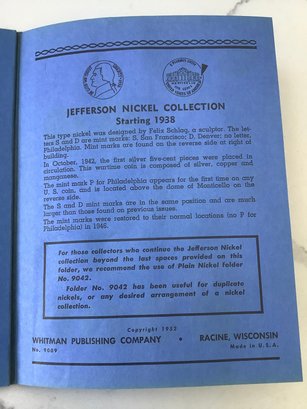 JEFFERSON NICKEL COLLECTION
Starting 1938
This type nickel was designed by Felix Schlag, a sculptor. The let-
ters S and D are mint marks: S, San Francisco; D, Denver; no letter,
Philadelphia. Mint marks are found on the reverse side at right of
building.
In October, 1942, the first silver five-cent pieces were placed in
circulation. This wartime coin is composed of silver, copper and
manganese.
The mint mark P for Philadelphia appears for the first time on
any U.S. coin, and is located above the dome of Monticello on the
reverse side.
The S and D mint marks are in the same position and are much
larger than those found on previous issues.
The mint marks were restored to their normal locations (no P for
Philadelphia) in 1946.
For those collectors who continue the Jefferson Nickel
collection beyond the last spaces provided on this
folder, we recommend the use of Plain Nickel Folder
No. 9042.
Folder No. 9042 has been useful for duplicate
nickels, or any desired arrangement of a nickel
collection.
Copyright 1952
WHITMAN PUBLISHING COMPANY • RACINE, WISCONSIN
No. 9009 Made in U.S.A.